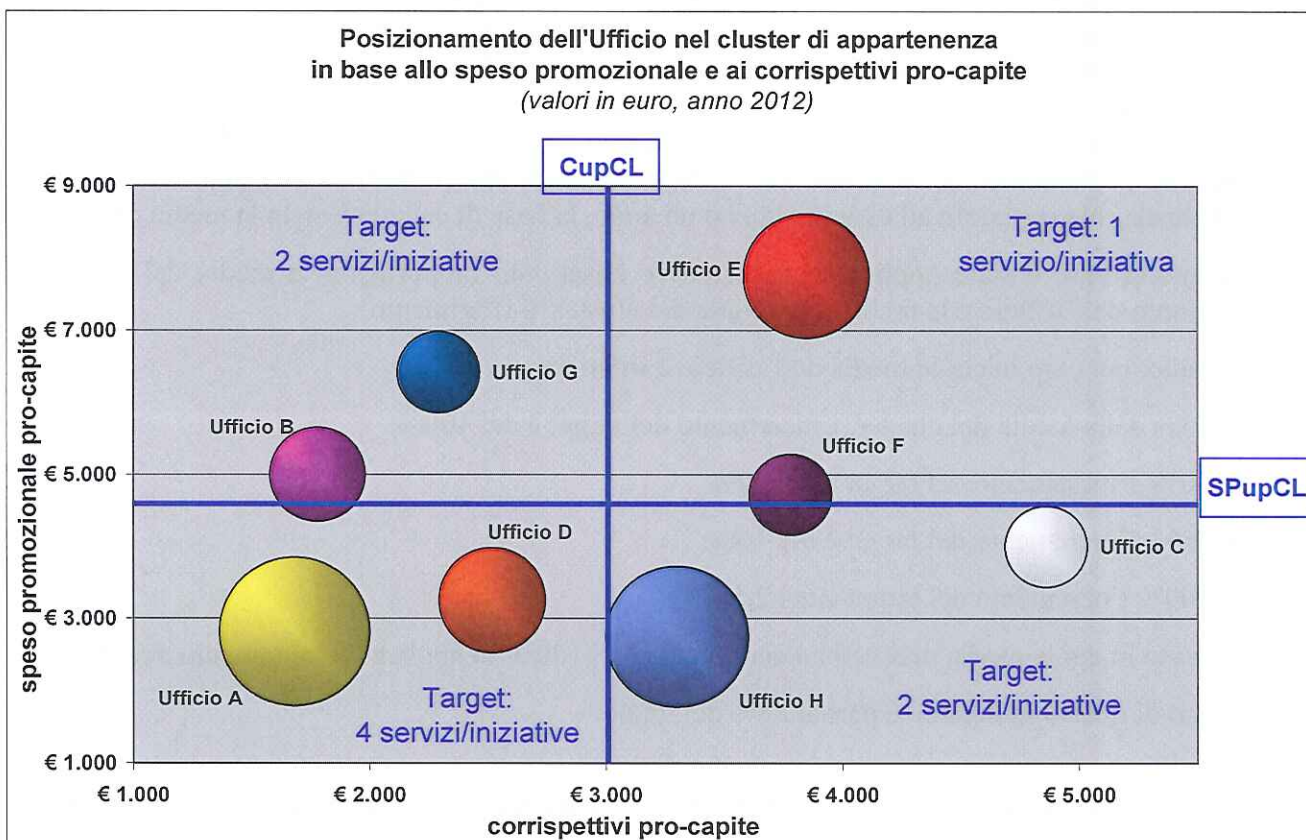 Posizionamento dell'Ufficio nel cluster di appartenenza
in base allo speso promozionale e ai corrispettivi pro-capite
(valori in euro, anno 2012)
CupCL
€ 9.000
Target:
2 servizi/iniziative
Target: 1
servizio/iniziativa
Ufficio E
€ 7.000
Ufficio G
Ufficio B
Ufficio F
€ 5.000
SPupCL
Ufficio D
Ufficio C
€ 3.000
Ufficio A
Target:
4 servizi/iniziative
Ufficio H
Target:
2 servizi/iniziative
€ 1.000
speso promozionale pro-capite
€ 1.000
€ 2.000
€ 3.000
€ 4.000
€ 5.000
corrispettivi pro-capite